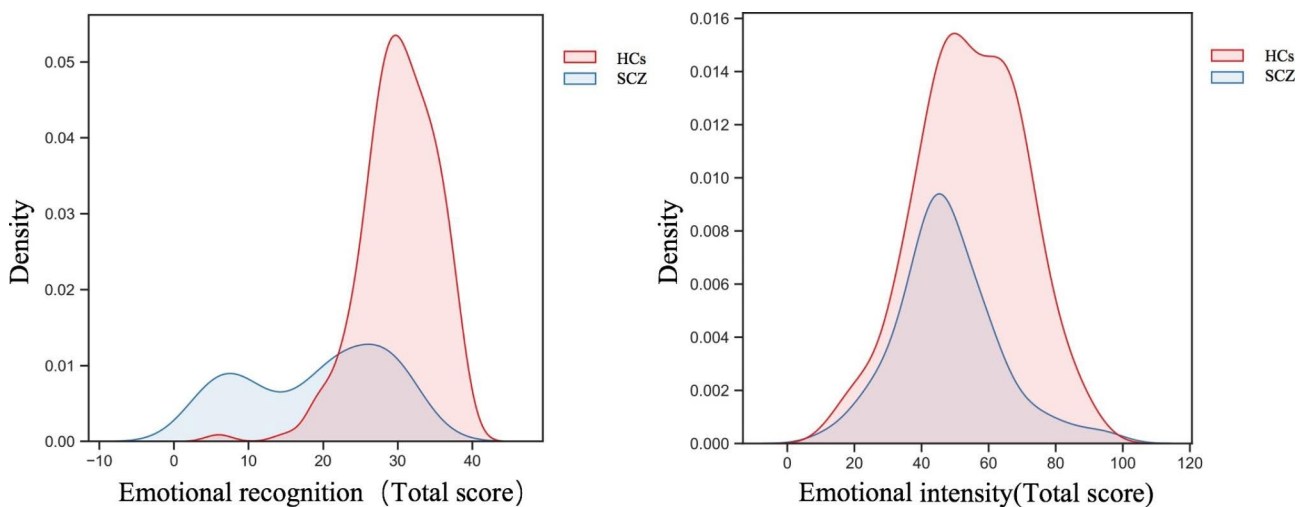 0.05
0.04
0.03
0.02
0.01
0.00
Density
−10 0 10 20 30 40
Emotional recognition （Total score）
HCs
SCZ
0.016
0.014
0.012
0.010
0.008
0.006
0.004
0.002
0.000
Density
0 20 40 60 80 100 120
Emotional intensity(Total score)
HCs
SCZ